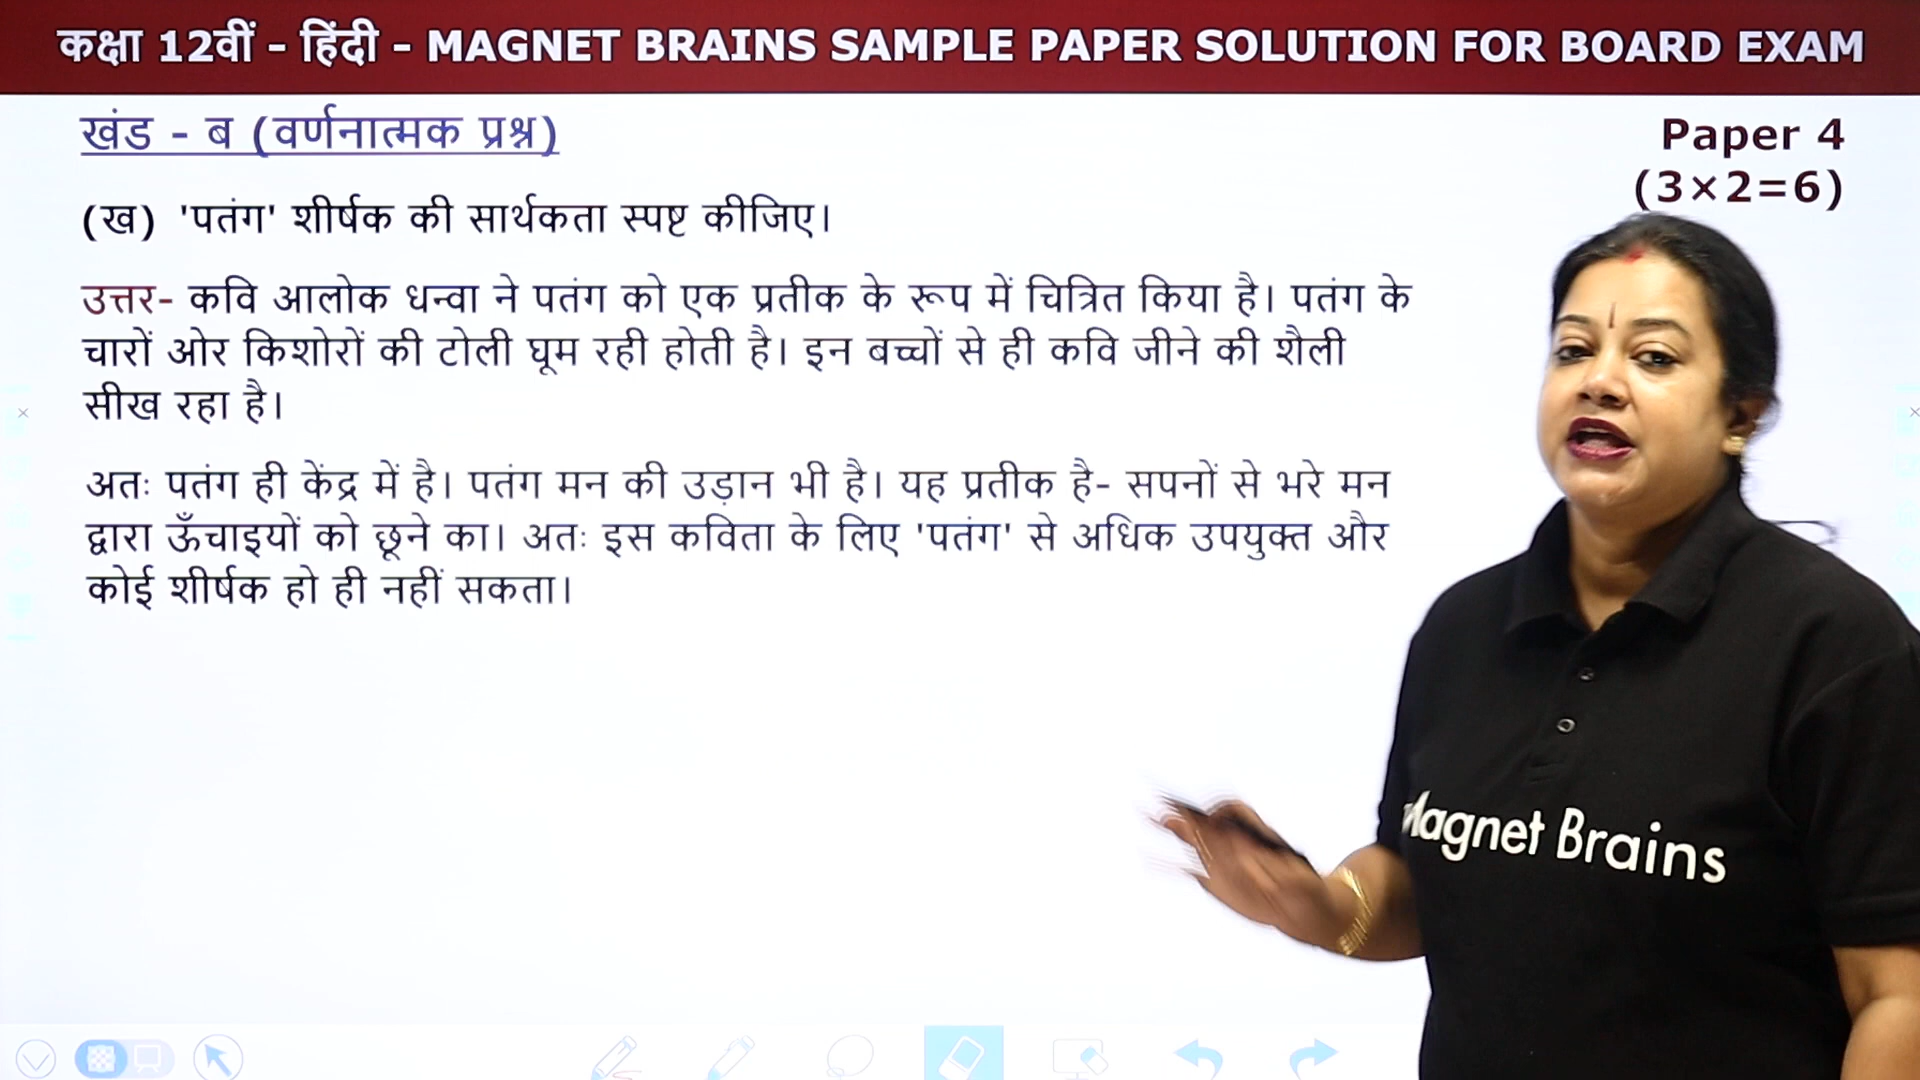 कक्षा 12वीं - हिंदी - MAGNET BRAINS SAMPLE PAPER SOLUTION FOR BOARD EXAM
खंड - ब (वर्णनात्मक प्रश्न)
Paper 4
(3×2=6)
(ख) 'पतंग' शीर्षक की सार्थकता स्पष्ट कीजिए।
उत्तर- कवि आलोक धन्वा ने पतंग को एक प्रतीक के रूप में चित्रित किया है। पतंग के
चारों ओर किशोरों की टोली घूम रही होती है। इन बच्चों से ही कवि जीने की शैली
सीख रहा है।
अतः पतंग ही केंद्र में है। पतंग मन की उड़ान भी है। यह प्रतीक है- सपनों से भरे मन
द्वारा ऊँचाइयों को छूने का। अतः इस कविता के लिए 'पतंग' से अधिक उपयुक्त और
कोई शीर्षक हो ही नहीं सकता।
Magnet Brains